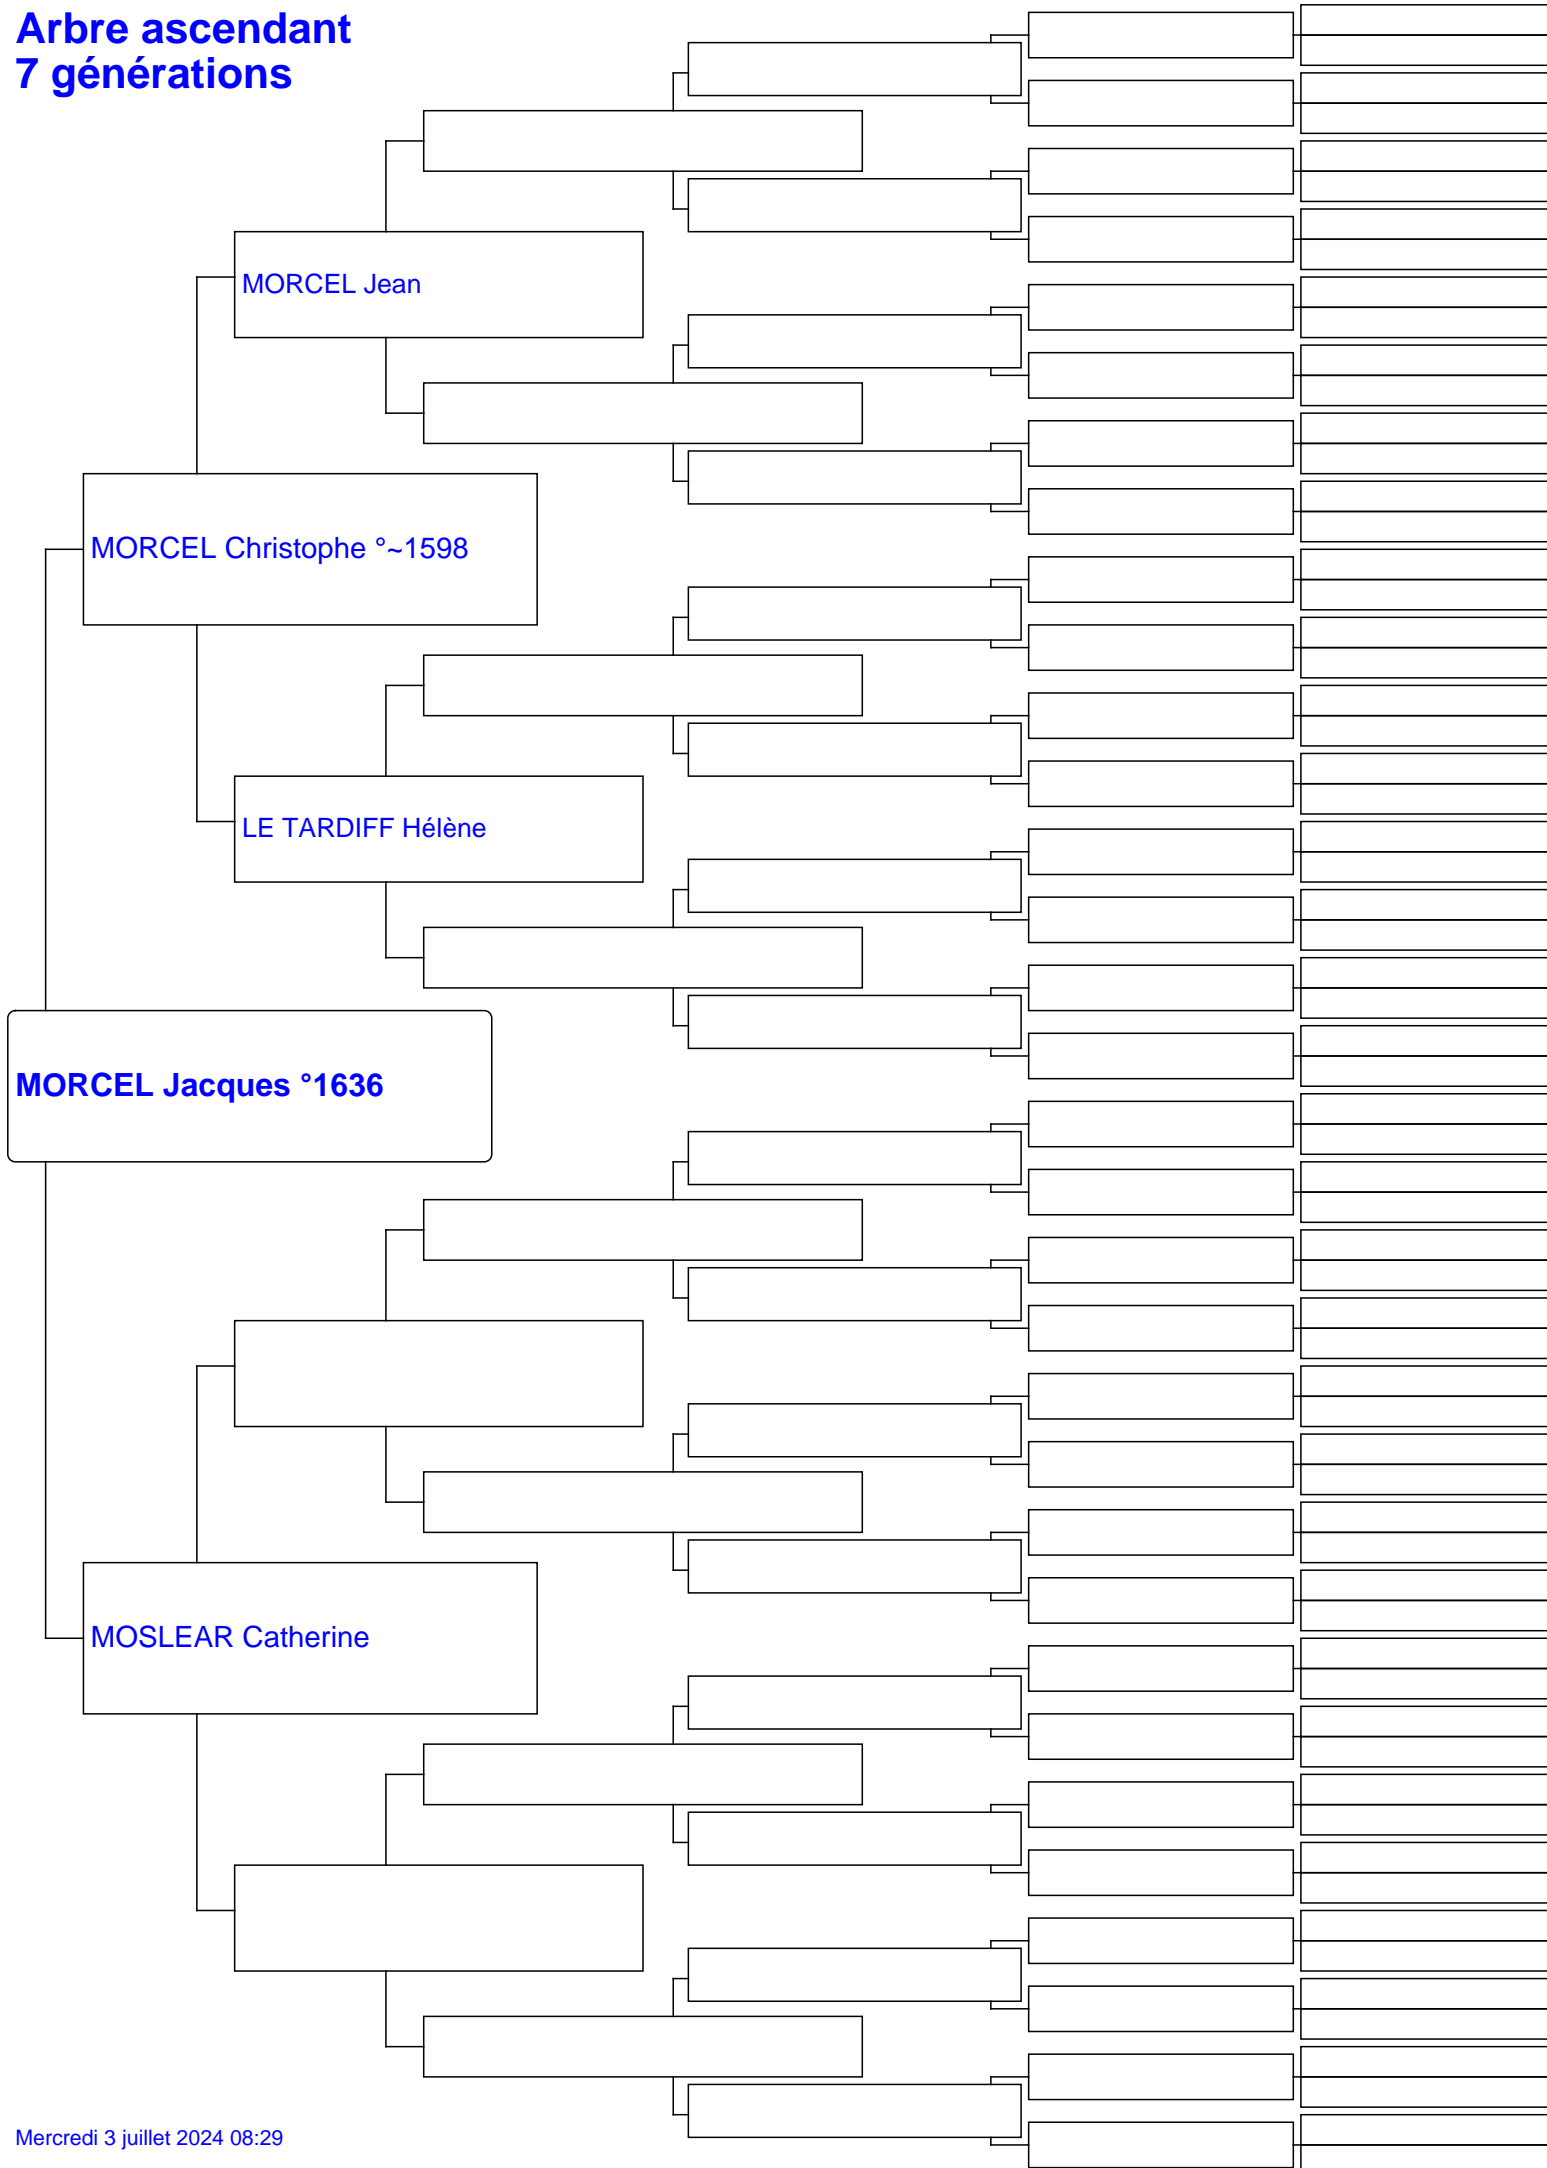 Arbre ascendant
7 générations
MORCEL Jean
MORCEL Christophe °~1598
LE TARDIFF Hélène
MORCEL Jacques °1636
MOSLEAR Catherine
Mercredi 3 juillet 2024 08:29